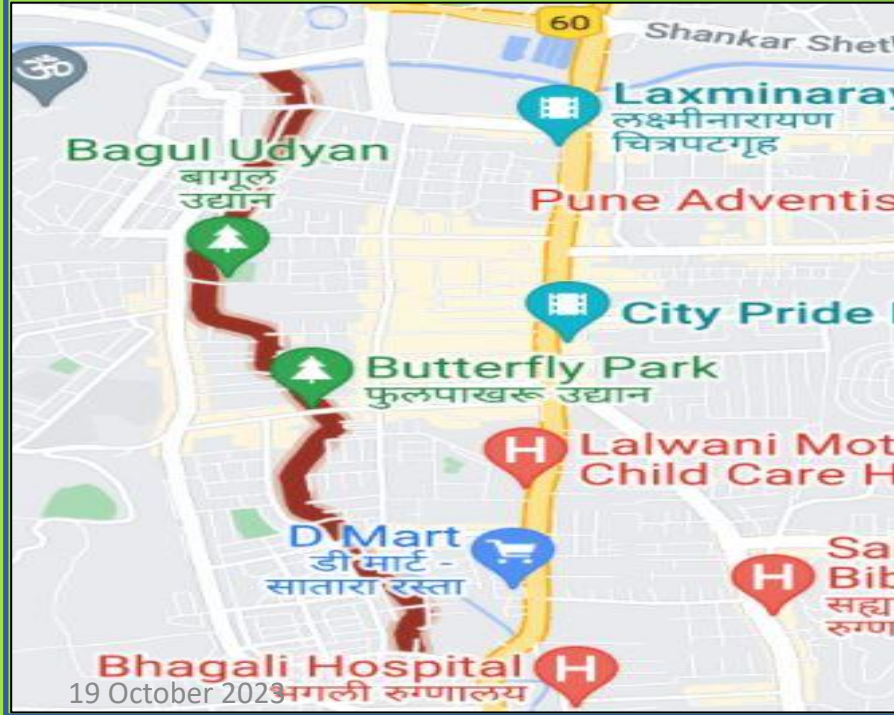 60
Shankar
Laxminaray
लक्ष्मीनारायण
चित्रपटगृह
Bagul Udyan
बागूल
उद्यान
Pune Adventis
City Pride
Butterfly Park
फुलपाखरू उद्यान
H
Lalwani Mot
Child Care H
D Mart
डी मार्ट -
सातारा रस्ता
H
Sa
Bib
सह्य
रुग्ण
Bhagali Hospital
H
19 October 2023
भगली रुग्णालय